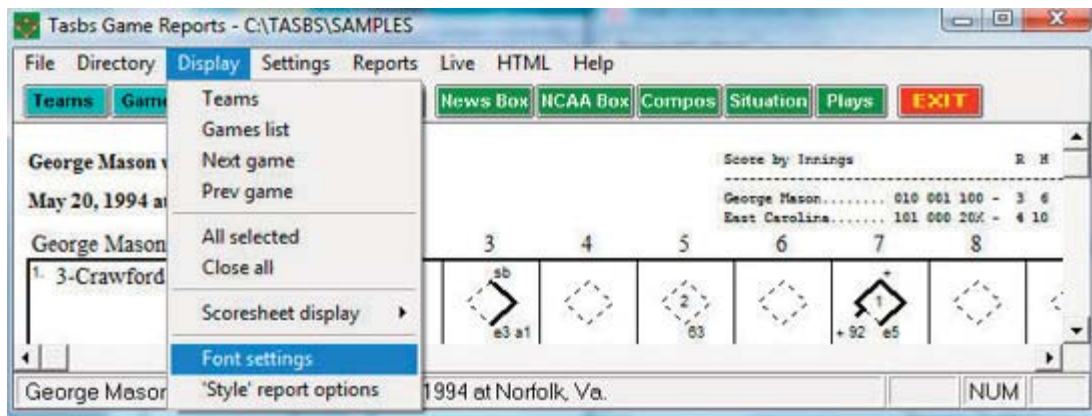 Tasbs Game Reports - C:\TASBS\SAMPLES
File Directory Display Settings Reports Live HTML Help
Teams News Box NCAA Box Compos Situation Plays EXIT
Teams
Games list
Next game
Prev game
All selected
Close all
Scoresheet display
Font settings
'Style' report options
George Mason
May 20, 1994
Score by Innings R H
George Mason........ 010 001 100 - 3 6
East Carolina....... 101 000 20X - 4 10
George Mason 3 4 5 6 7 8
1. 3-Crawford
sb
e3 a1
2
63
+
1
+ 92 e5
George Mason 1994 at Norfolk, Va. NUM